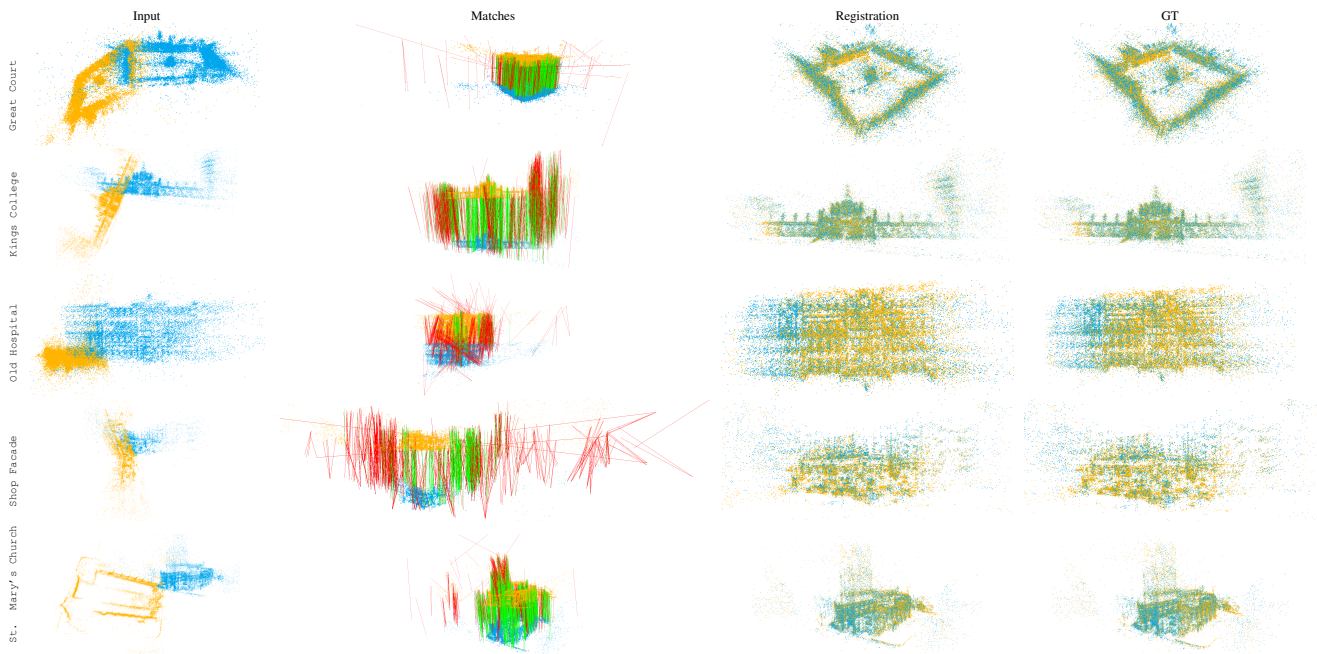 Input
Matches
Registration
GT
Great Court
Kings College
Old Hospital
Shop Facade
St. Mary's Church